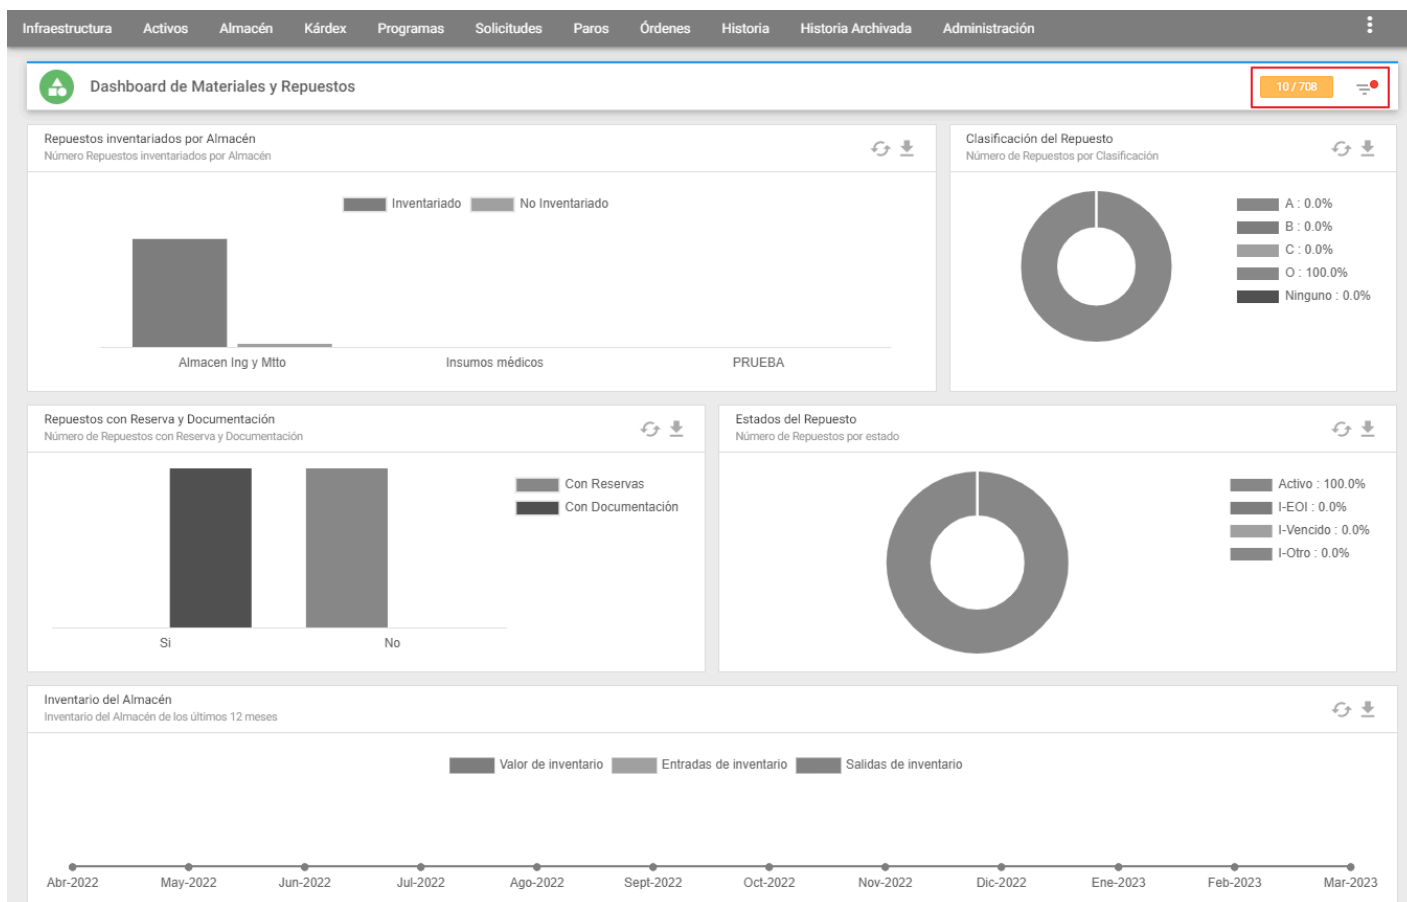 Infraestructura Activos Almacén Kárdex Programas Solicitudes Paros Órdenes Historia Historia Archivada Administración
Dashboard de Materiales y Repuestos
10 / 708
Repuestos inventariados por Almacén
Número Repuestos inventariados por Almacén
Inventariado No Inventariado
Almacen Ing y Mtto Insumos médicos PRUEBA
Clasificación del Repuesto
Número de Repuestos por Clasificación
A : 0.0%
B : 0.0%
C : 0.0%
O : 100.0%
Ninguno : 0.0%
Repuestos con Reserva y Documentación
Número de Repuestos con Reserva y Documentación
Con Reservas
Con Documentación
Si No
Estados del Repuesto
Número de Repuestos por estado
Activo : 100.0%
I-EOI : 0.0%
I-Vencido : 0.0%
I-Otro : 0.0%
Inventario del Almacén
Inventario del Almacén de los últimos 12 meses
Valor de inventario Entradas de inventario Salidas de inventario
Abr-2022 May-2022 Jun-2022 Jul-2022 Ago-2022 Sept-2022 Oct-2022 Nov-2022 Dic-2022 Ene-2023 Feb-2023 Mar-2023